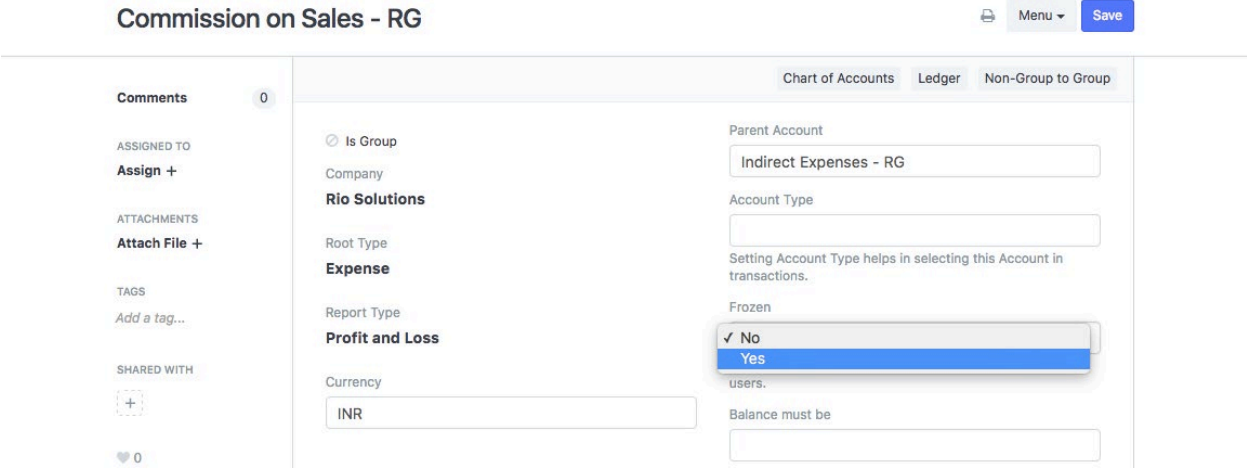 Commission on Sales - RG
Menu
Save
Chart of Accounts
Ledger
Non-Group to Group
Comments
0
ASSIGNED TO
Assign +
ATTACHMENTS
Attach File +
TAGS
Add a tag...
SHARED WITH
+
0
Is Group
Company
Rio Solutions
Root Type
Expense
Report Type
Profit and Loss
Currency
INR
Parent Account
Indirect Expenses - RG
Account Type
Setting Account Type helps in selecting this Account in
transactions.
Frozen
✓ No
Yes
users.
Balance must be